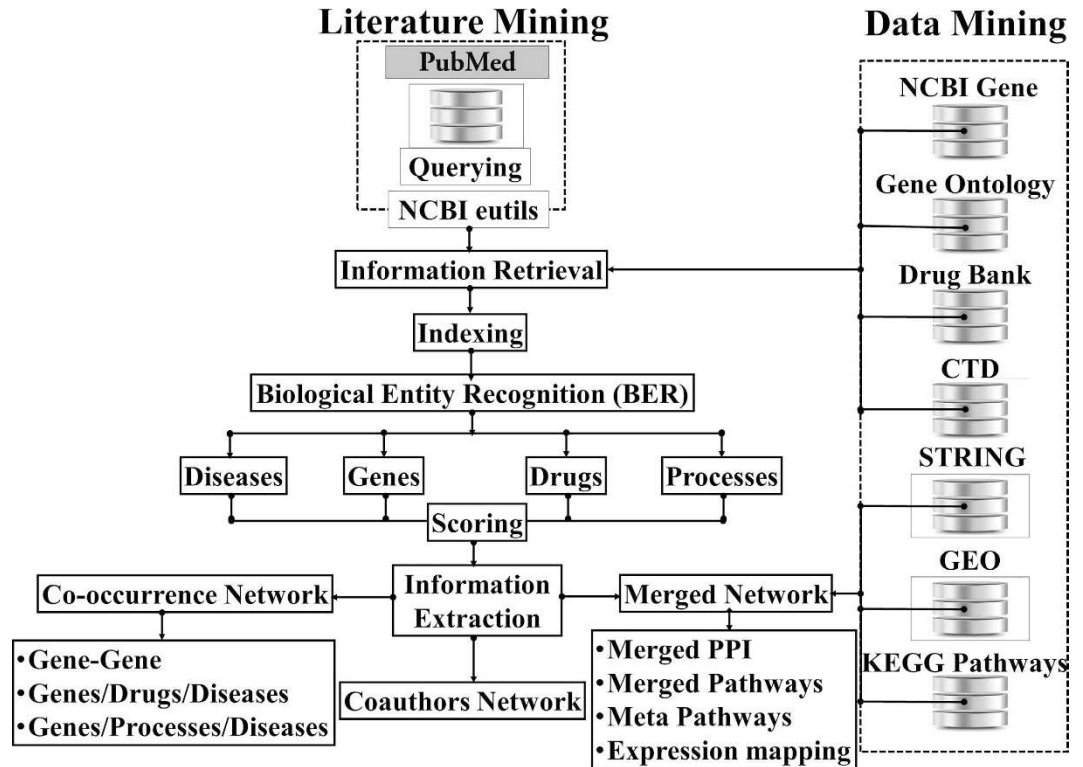 Literature Mining
PubMed
Querying
NCBI eutils
Information Retrieval
Indexing
Biological Entity Recognition (BER)
Diseases
Genes
Drugs
Processes
Scoring
Information
Extraction
Co-occurrence Network
•Gene-Gene
•Genes/Drugs/Diseases
•Genes/Processes/Diseases
Coauthors Network
Merged Network
•Merged PPI
•Merged Pathways
•Meta Pathways
•Expression mapping
Data Mining
NCBI Gene
Gene Ontology
Drug Bank
CTD
STRING
GEO
KEGG Pathways